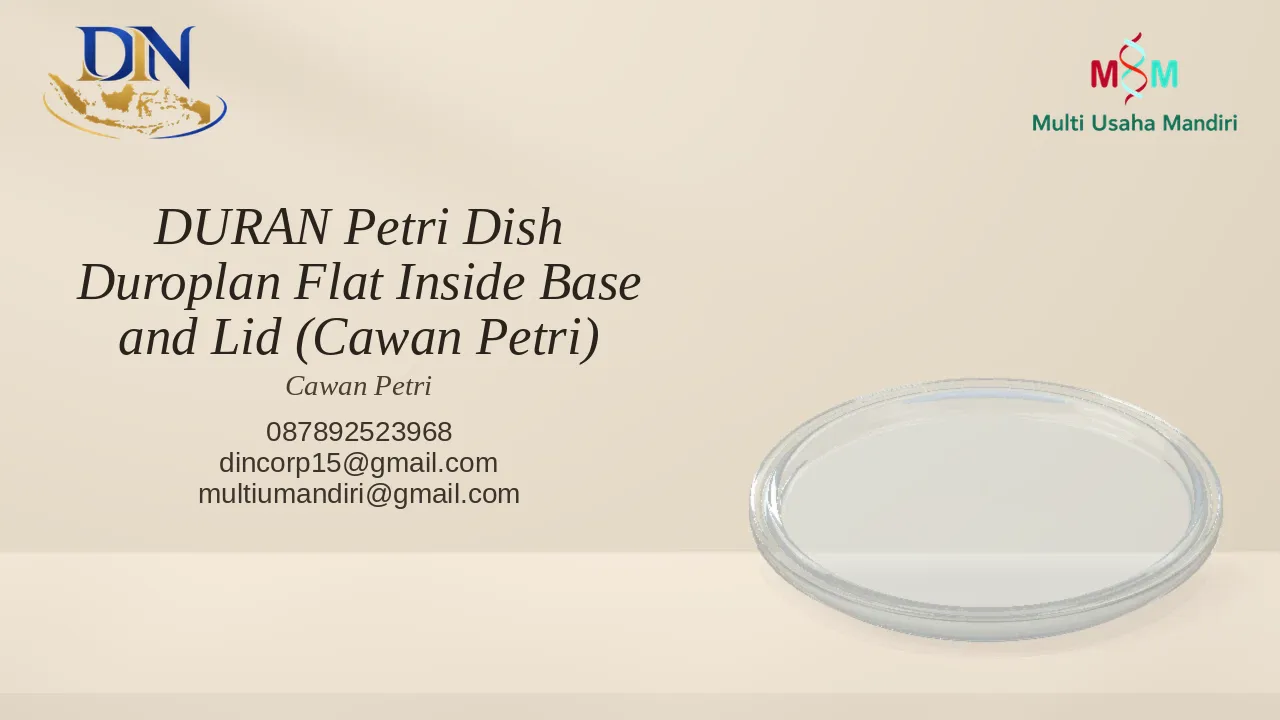 DN
MM
Multi Usaha Mandiri
DURAN Petri Dish
Duroplan Flat Inside Base
and Lid (Cawan Petri)
Cawan Petri
087892523968
dincorp15@gmail.com
multiumandiri@gmail.com